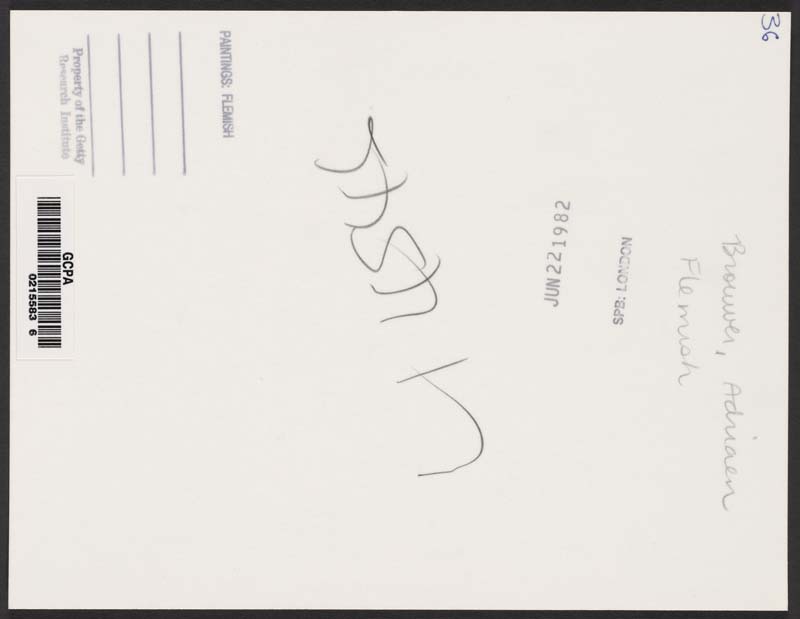 36
Brouwer, Adriaen
Flemish
SPB: LONDON
JUN 22 1982
PAINTINGS: FLEMISH
Property of the Getty
Research Institute
GCPA
0215583 6